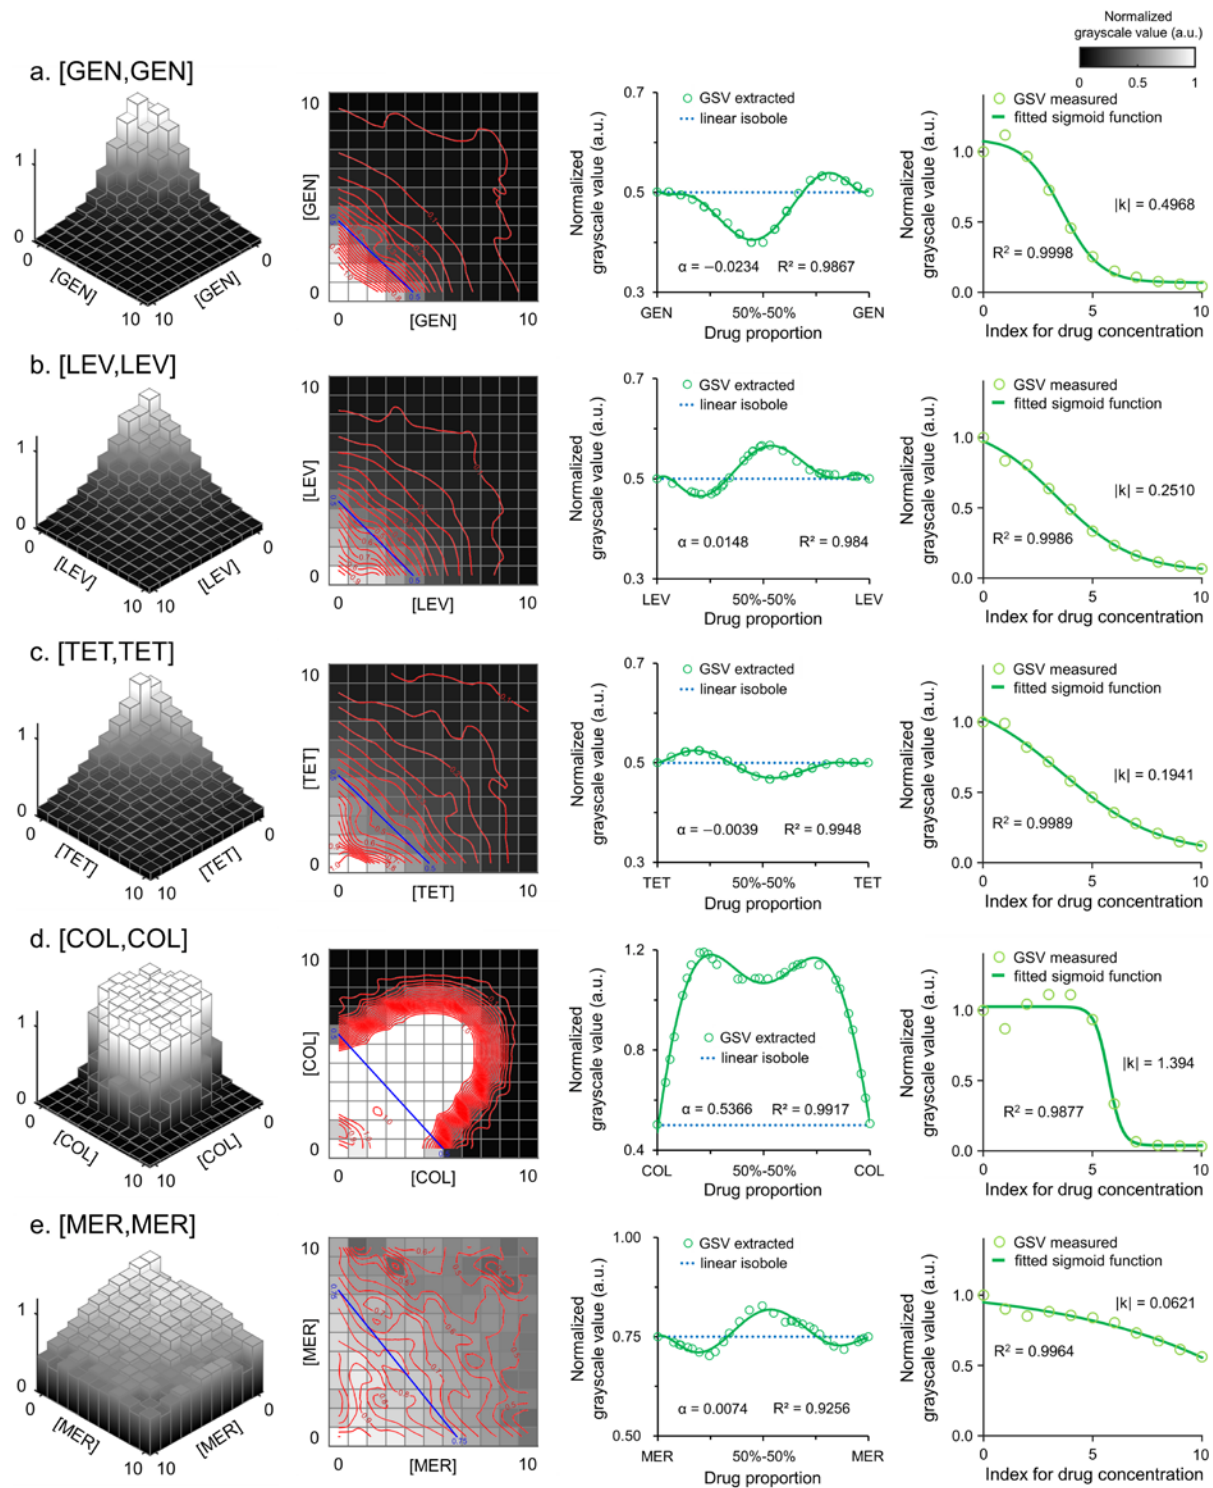 Normalized
grayscale value (a.u.)
0 0.5 1
a. [GEN,GEN]
1
0
0
[GEN]
[GEN]
10 10
10
[GEN]
0
0 10
[GEN]
0.5
Normalized
grayscale value (a.u.)
0.7
0.5
0.3
GSV extracted
linear isobole
α = −0.0234 R² = 0.9867
GEN 50%-50% GEN
Drug proportion
Normalized
grayscale value (a.u.)
1.0
0.5
0.0
GSV measured
fitted sigmoid function
|k| = 0.4968
R² = 0.9998
0 5 10
Index for drug concentration
b. [LEV,LEV]
1
0
0
0
[LEV]
[LEV]
10 10
10
[LEV]
0
0 10
[LEV]
0.5
Normalized
grayscale value (a.u.)
0.7
0.5
0.3
GSV extracted
linear isobole
α = 0.0148 R² = 0.984
LEV 50%-50% LEV
Drug proportion
Normalized
grayscale value (a.u.)
1.0
0.5
0.0
GSV measured
fitted sigmoid function
|k| = 0.2510
R² = 0.9986
0 5 10
Index for drug concentration
c. [TET,TET]
1
0
0
0
[TET]
[TET]
10 10
10
[TET]
0
0 10
[TET]
0.5
Normalized
grayscale value (a.u.)
0.7
0.5
0.3
GSV extracted
linear isobole
α = −0.0039 R² = 0.9948
TET 50%-50% TET
Drug proportion
Normalized
grayscale value (a.u.)
1.0
0.5
0.0
GSV measured
fitted sigmoid function
|k| = 0.1941
R² = 0.9989
0 5 10
Index for drug concentration
d. [COL,COL]
1
0
0
0
[COL]
[COL]
10 10
10
[COL]
0
0 10
[COL]
Normalized
grayscale value (a.u.)
1.2
0.8
0.4
GSV extracted
linear isobole
α = 0.5366 R² = 0.9917
COL 50%-50% COL
Drug proportion
Normalized
grayscale value (a.u.)
1.0
0.5
0.0
GSV measured
fitted sigmoid function
|k| = 1.394
R² = 0.9877
0 5 10
Index for drug concentration
e. [MER,MER]
1
0
0
0
[MER]
[MER]
10 10
10
[MER]
0
0 10
[MER]
0.75
Normalized
grayscale value (a.u.)
1.00
0.75
0.50
GSV extracted
linear isobole
α = 0.0074 R² = 0.9256
MER 50%-50% MER
Drug proportion
Normalized
grayscale value (a.u.)
1.0
0.5
0.0
GSV measured
fitted sigmoid function
|k| = 0.0621
R² = 0.9964
0 5 10
Index for drug concentration